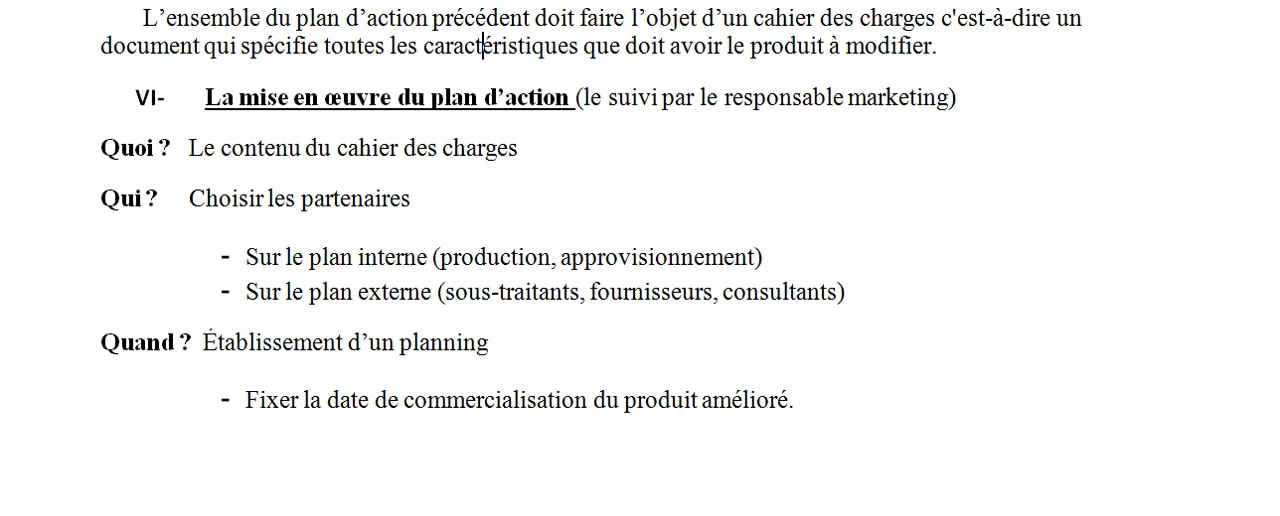 L’ensemble du plan d’action précédent doit faire l’objet d’un cahier des charges c'est-à-dire un
document qui spécifie toutes les caractéristiques que doit avoir le produit à modifier.
VI- La mise en œuvre du plan d’action (le suivi par le responsable marketing)
Quoi ? Le contenu du cahier des charges
Qui ? Choisir les partenaires
- Sur le plan interne (production, approvisionnement)
- Sur le plan externe (sous-traitants, fournisseurs, consultants)
Quand ? Établissement d’un planning
- Fixer la date de commercialisation du produit amélioré.